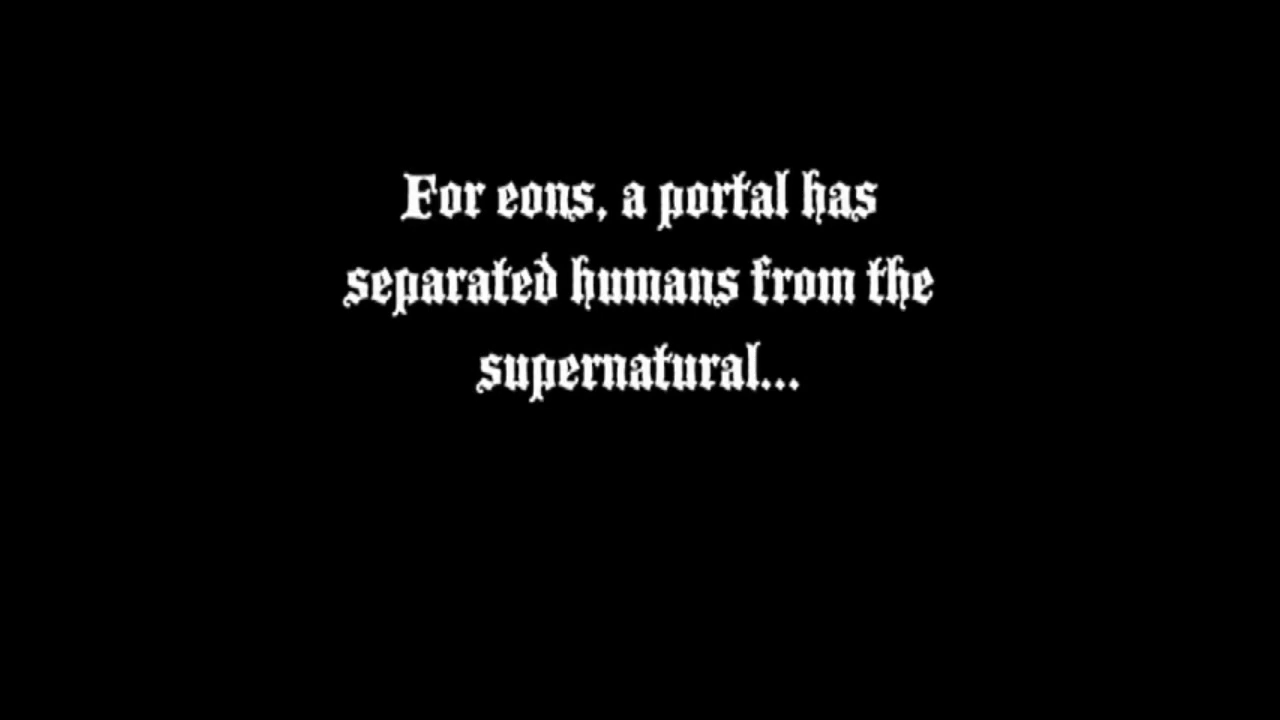 For eons, a portal has
separated humans from the
supernatural...